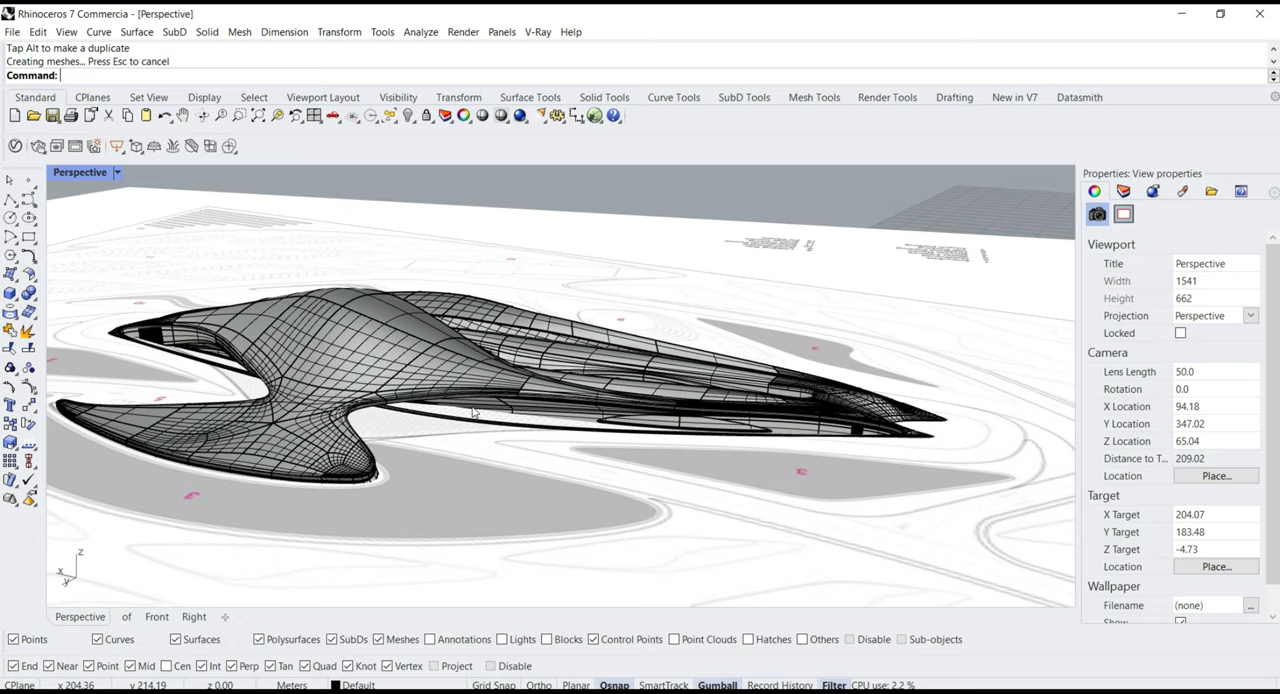 Rhinoceros 7 Commercia - [Perspective]
File Edit View Curve Surface SubD Solid Mesh Dimension Transform Tools Analyze Render Panels V-Ray Help
Tap Alt to make a duplicate
Creating meshes... Press Esc to cancel
Command:
Standard CPlanes Set View Display Select Viewport Layout Visibility Transform Surface Tools Solid Tools Curve Tools SubD Tools Mesh Tools Render Tools Drafting New in V7 Datasmith
Perspective
Properties: View properties
Viewport
Title Perspective
Width 1541
Height 662
Projection Perspective
Locked
Camera
Lens Length 50.0
Rotation 0.0
X Location 94.18
Y Location 347.02
Z Location 65.04
Distance to T... 209.02
Location Place...
Target
X Target 204.07
Y Target 183.48
Z Target -4.73
Location Place...
Wallpaper
Filename (none) ...
Show
z
x
y
Perspective of Front Right
Points Curves Surfaces Polysurfaces SubDs Meshes Annotations Lights Blocks Control Points Point Clouds Hatches Others Disable Sub-objects
End Near Point Mid Cen Int Perp Tan Quad Knot Vertex Project Disable
CPlane x 204.36 y 214.19 z 0.00 Meters Default Grid Snap Ortho Planar Osnap SmartTrack Gumball Record History Filter CPU use: 2.2 %